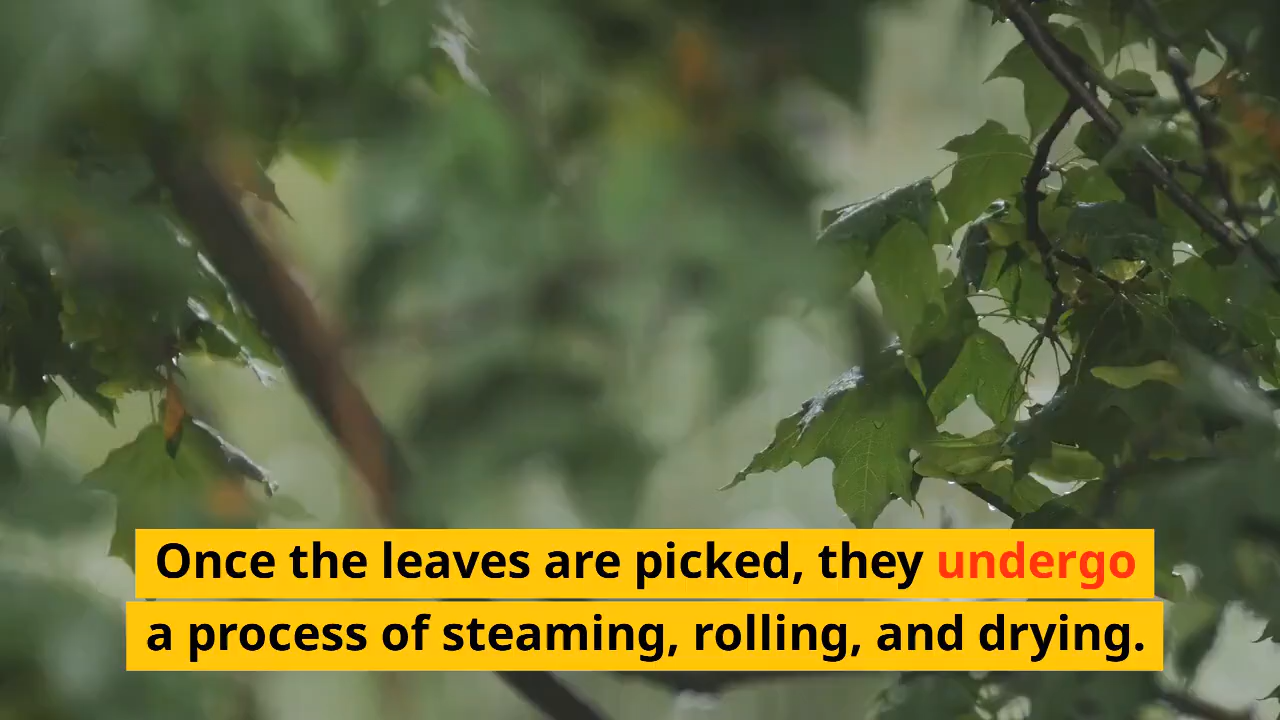 Once the leaves are picked, they undergo
a process of steaming, rolling, and drying.